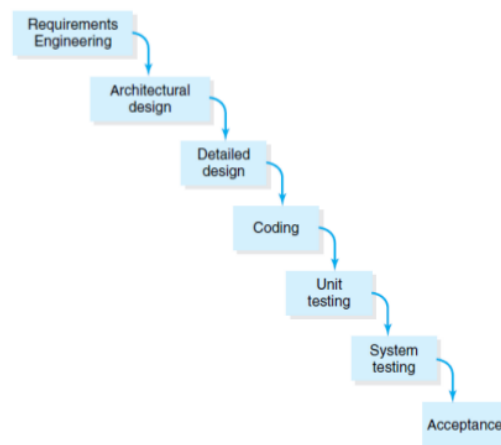 Requirements
Engineering
Architectural
design
Detailed
design
Coding
Unit
testing
System
testing
Acceptance